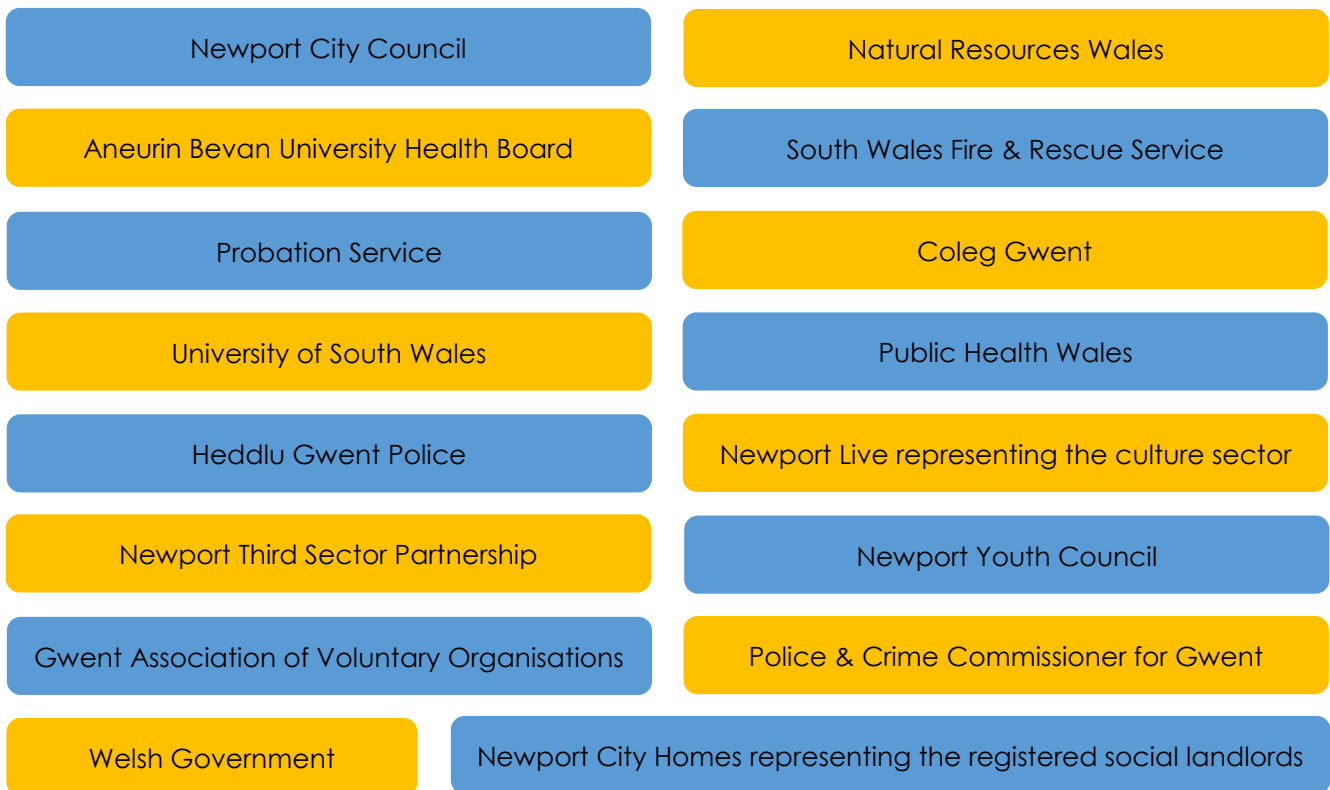 Newport City Council
Natural Resources Wales
Aneurin Bevan University Health Board
South Wales Fire & Rescue Service
Probation Service
Coleg Gwent
University of South Wales
Public Health Wales
Heddlu Gwent Police
Newport Live representing the culture sector
Newport Third Sector Partnership
Newport Youth Council
Gwent Association of Voluntary Organisations
Police & Crime Commissioner for Gwent
Welsh Government
Newport City Homes representing the registered social landlords